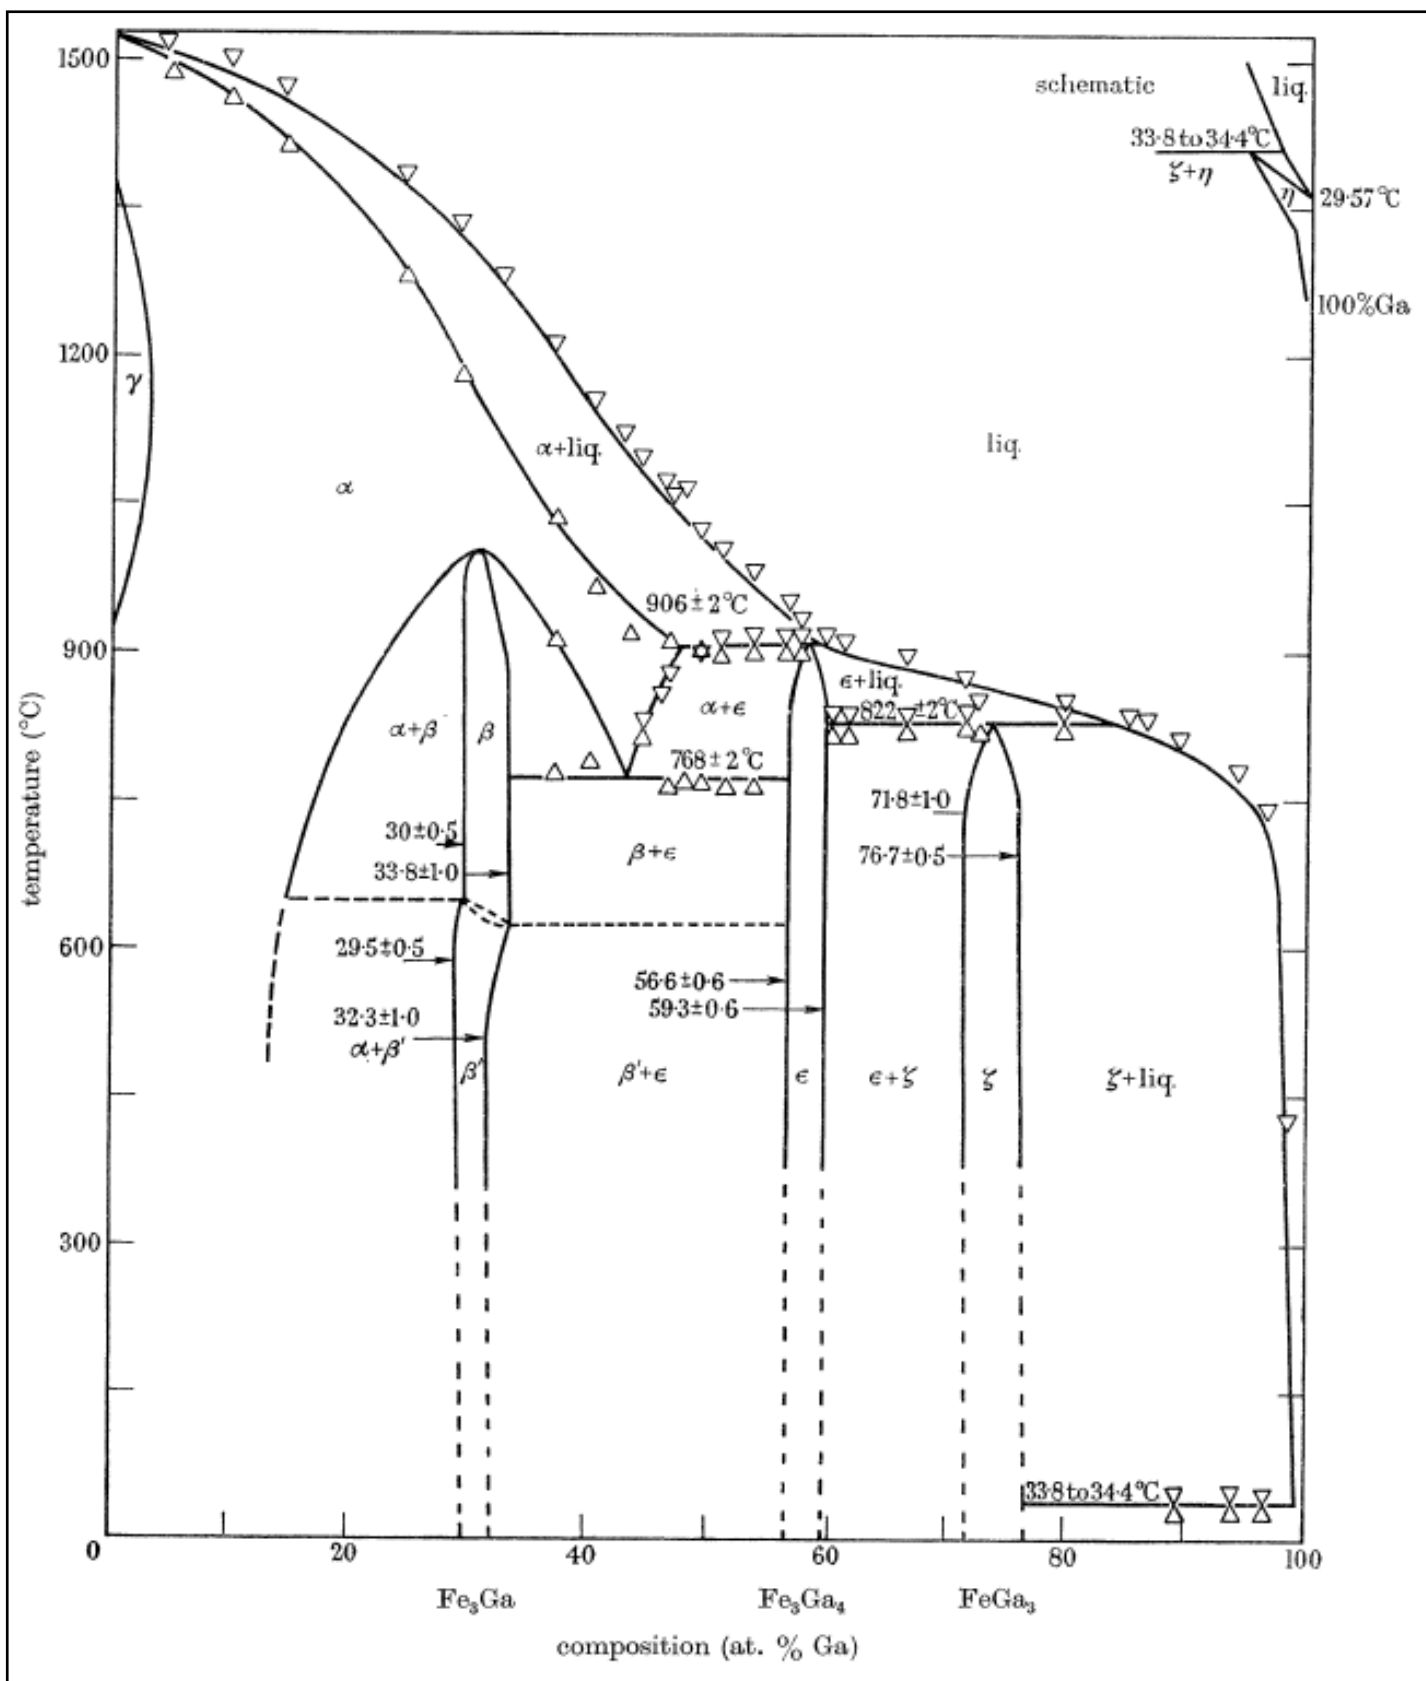 1500
schematic
liq.
33·8 to 34·4°C
ζ+η
η
29·57°C
100%Ga
1200
γ
α+liq.
liq.
α
906±2°C
900
ϵ+liq.
α+β
β
α+ϵ
822 ±2°C
768±2°C
71·8±1·0
30±0·5
β+ϵ
76·7±0·5
33·8±1·0
temperature (°C)
600
29·5±0·5
56·6±0·6
59·3±0·6
32·3±1·0
α+β′
β′
β′+ϵ
ϵ
ϵ+ζ
ζ
ζ+liq.
300
33·8 to 34·4°C
0
20
40
60
80
100
Fe₃Ga
Fe₃Ga₄
FeGa₃
composition (at. % Ga)